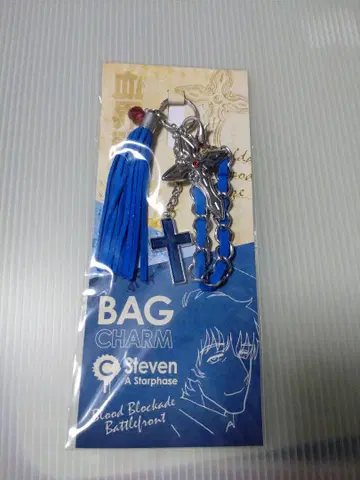 BAG
CHARM
C Steven
A Starphase
Blood Blockade
Battlefront